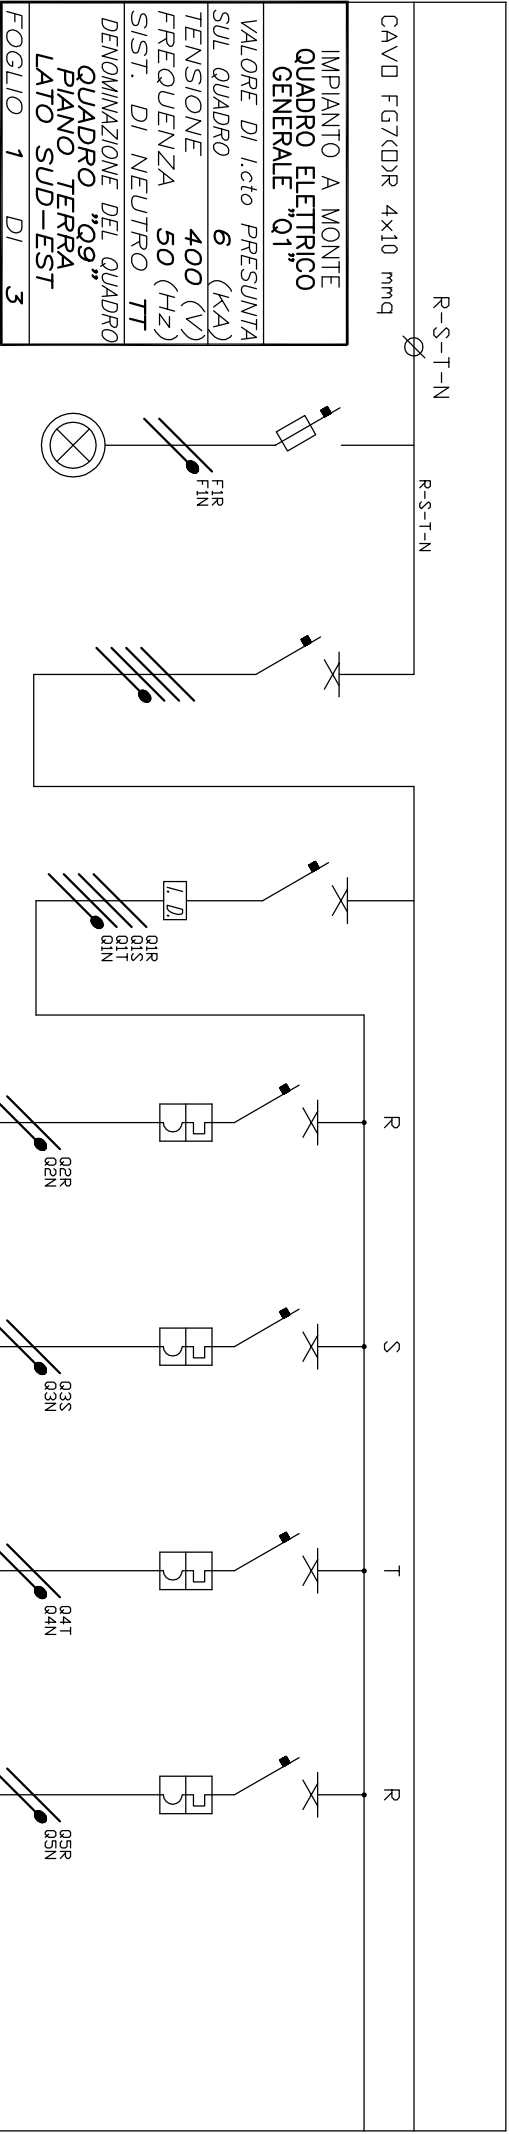 R-S-T-N
CAVO FG7(O)R 4x10 mmq
R-S-T-N
IMPIANTO A MONTE
QUADRO ELETTRICO
GENERALE "Q1"
VALORE DI I.cto PRESUNTA
SUL QUADRO 6 (KA)
TENSIONE 400 (V)
FREQUENZA 50 (Hz)
SIST. DI NEUTRO TT
DENOMINAZIONE DEL QUADRO
QUADRO "Q9"
PIANO TERRA
LATO SUD-EST
FOGLIO 1 DI 3
F1R
F1N
I. D.
Q1R
Q1S
Q1T
Q1N
R
Q2R
Q2N
S
Q3S
Q3N
T
Q4T
Q4N
R
Q5R
Q5N